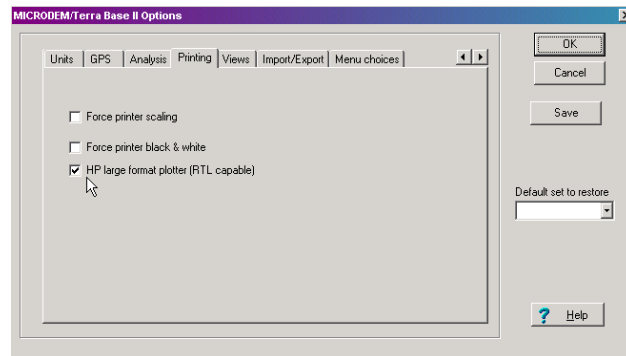 MICRODEM/Terra Base II Options
Units GPS Analysis Printing Views Import/Export Menu choices
Force printer scaling
Force printer black & white
HP large format plotter (RTL capable)
OK
Cancel
Save
Default set to restore
? Help